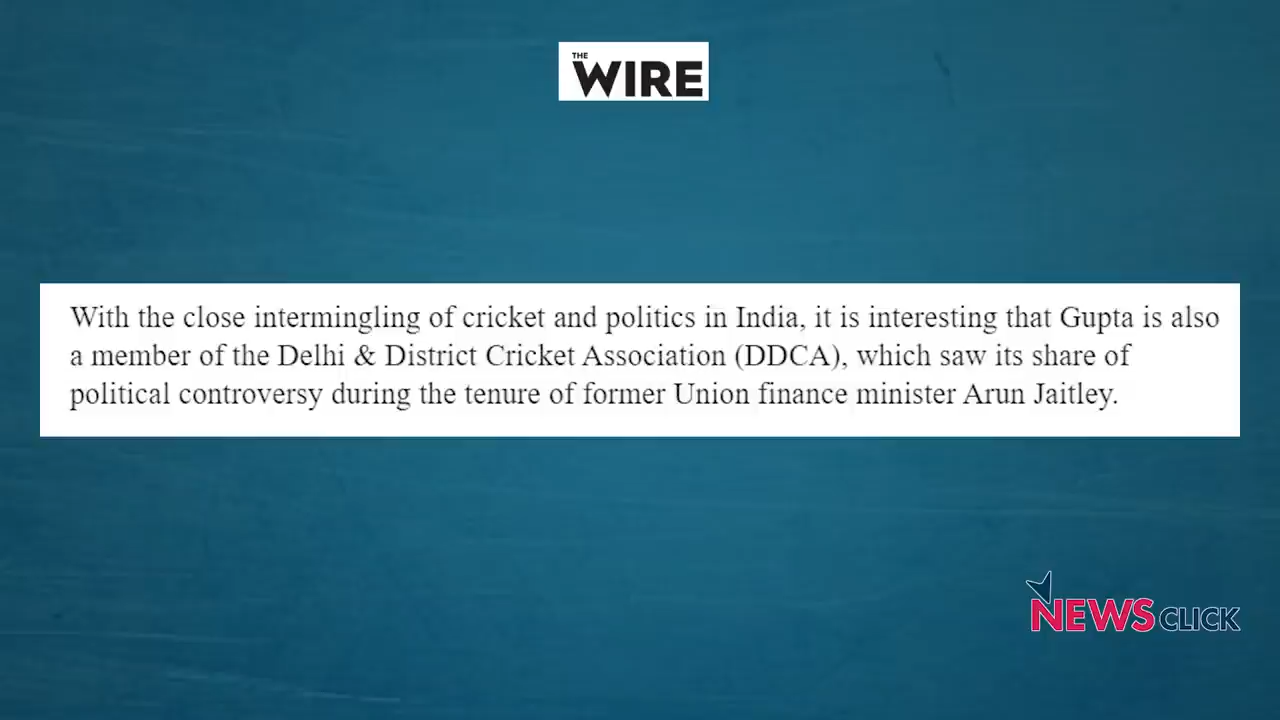 THE
WIRE
With the close intermingling of cricket and politics in India, it is interesting that Gupta is also
a member of the Delhi & District Cricket Association (DDCA), which saw its share of
political controversy during the tenure of former Union finance minister Arun Jaitley.
NEWSCLICK